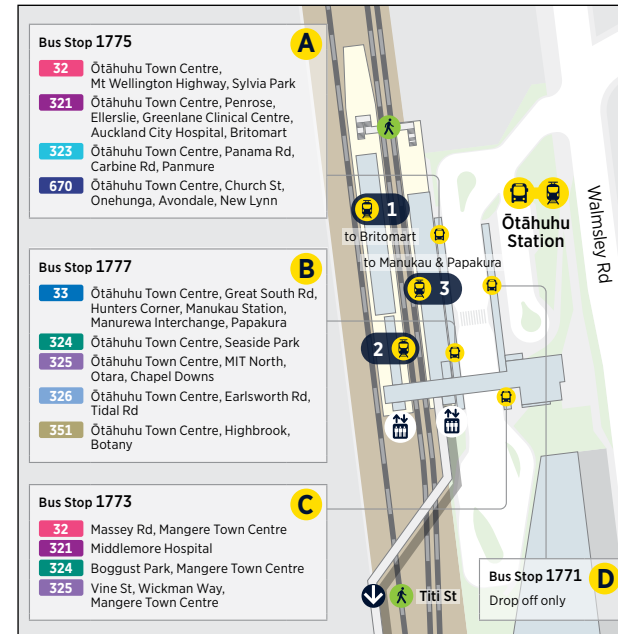 Bus Stop 1775
A
32 Ōtāhuhu Town Centre,
Mt Wellington Highway, Sylvia Park
321 Ōtāhuhu Town Centre, Penrose,
Ellerslie, Greenlane Clinical Centre,
Auckland City Hospital, Britomart
323 Ōtāhuhu Town Centre, Panama Rd,
Carbine Rd, Panmure
670 Ōtāhuhu Town Centre, Church St,
Onehunga, Avondale, New Lynn
Bus Stop 1777
B
33 Ōtāhuhu Town Centre, Great South Rd,
Hunters Corner, Manukau Station,
Manurewa Interchange, Papakura
324 Ōtāhuhu Town Centre, Seaside Park
325 Ōtāhuhu Town Centre, MIT North,
Otara, Chapel Downs
326 Ōtāhuhu Town Centre, Earlsworth Rd,
Tidal Rd
351 Ōtāhuhu Town Centre, Highbrook,
Botany
Bus Stop 1773
C
32 Massey Rd, Mangere Town Centre
321 Middlemore Hospital
324 Boggust Park, Mangere Town Centre
325 Vine St, Wickman Way,
Mangere Town Centre
1
to Britomart
to Manukau & Papakura
3
2
Ōtāhuhu
Station
Walmsley Rd
Titi St
Bus Stop 1771
D
Drop off only